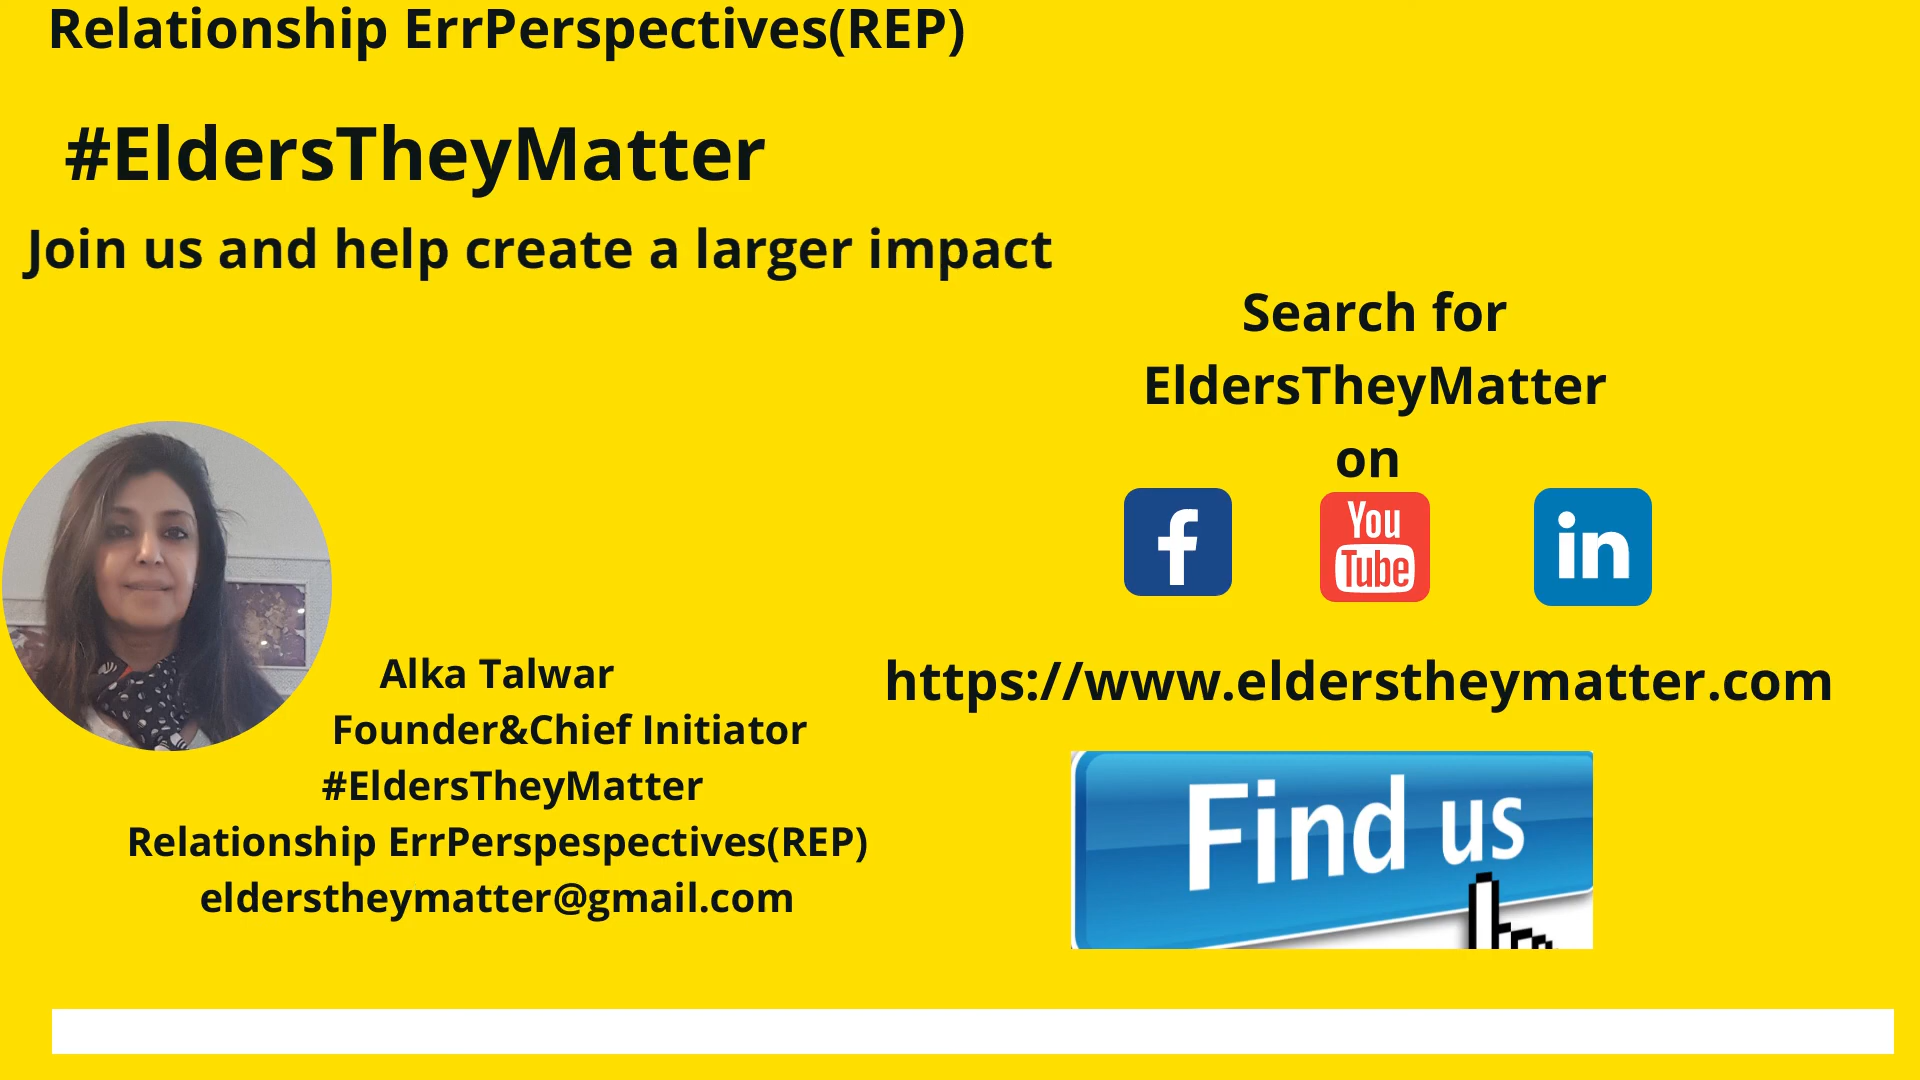 Relationship ErrPerspectives(REP)
#EldersTheyMatter
Join us and help create a larger impact
Search for
EldersTheyMatter
on
f
You
Tube
in
https://www.elderstheymatter.com
Find us
Alka Talwar
Founder&Chief Initiator
#EldersTheyMatter
Relationship ErrPerspespectives(REP)
elderstheymatter@gmail.com